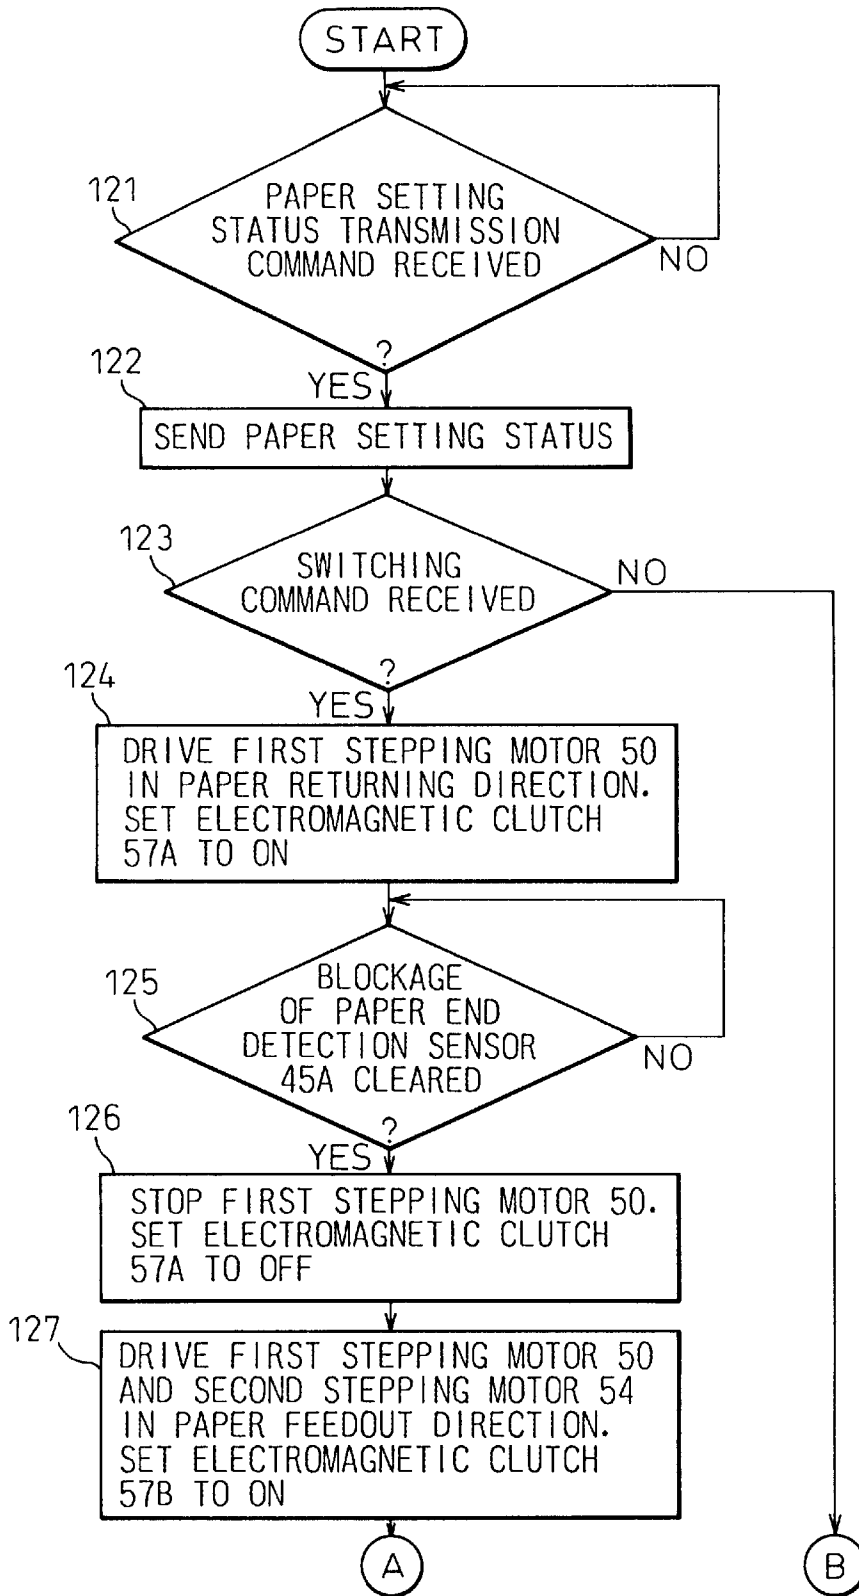 START
121
PAPER SETTING
STATUS TRANSMISSION
COMMAND RECEIVED
NO
?
YES
122
SEND PAPER SETTING STATUS
123
SWITCHING
COMMAND RECEIVED
NO
?
YES
124
DRIVE FIRST STEPPING MOTOR 50
IN PAPER RETURNING DIRECTION.
SET ELECTROMAGNETIC CLUTCH
57A TO ON
125
BLOCKAGE
OF PAPER END
DETECTION SENSOR
45A CLEARED
NO
?
YES
126
STOP FIRST STEPPING MOTOR 50.
SET ELECTROMAGNETIC CLUTCH
57A TO OFF
127
DRIVE FIRST STEPPING MOTOR 50
AND SECOND STEPPING MOTOR 54
IN PAPER FEEDOUT DIRECTION.
SET ELECTROMAGNETIC CLUTCH
57B TO ON
A
B